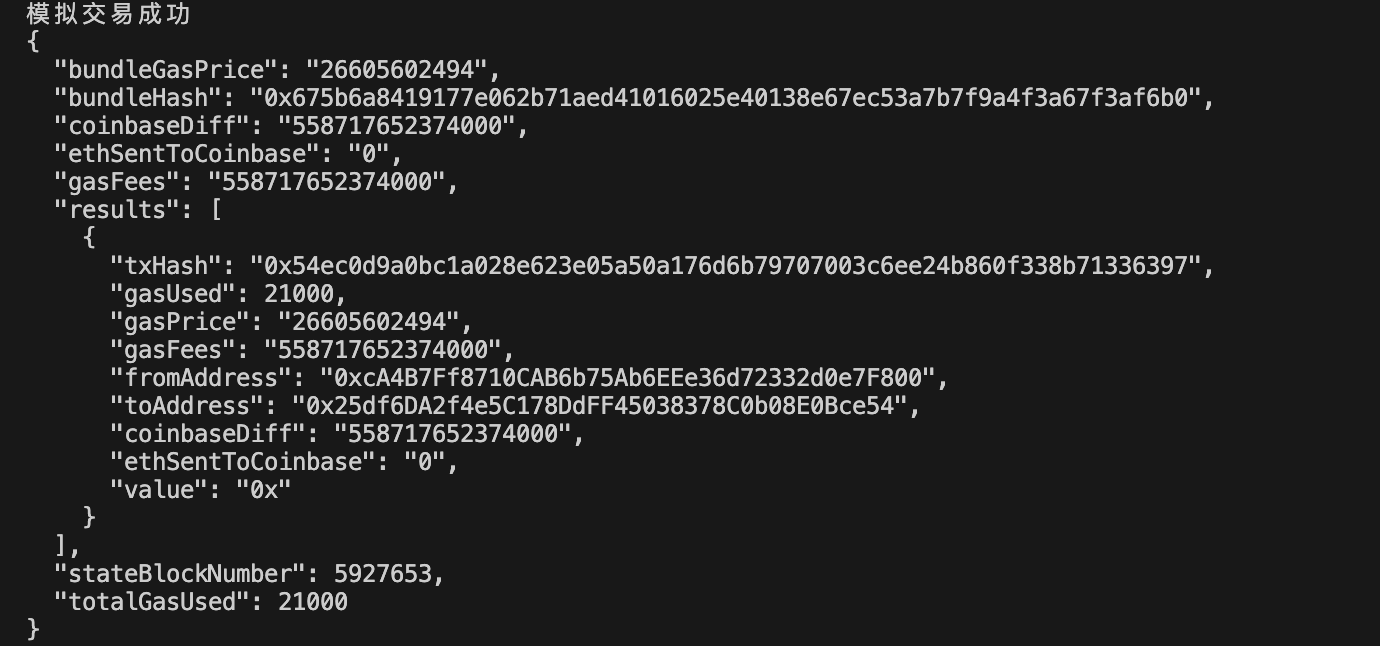 模拟交易成功
{
"bundleGasPrice": "26605602494",
"bundleHash": "0x675b6a8419177e062b71aed41016025e40138e67ec53a7b7f9a4f3a67f3af6b0",
"coinbaseDiff": "558717652374000",
"ethSentToCoinbase": "0",
"gasFees": "558717652374000",
"results": [
{
"txHash": "0x54ec0d9a0bc1a028e623e05a50a176d6b79707003c6ee24b860f338b71336397",
"gasUsed": 21000,
"gasPrice": "26605602494",
"gasFees": "558717652374000",
"fromAddress": "0xcA4B7Ff8710CAB6b75Ab6EEe36d72332d0e7F800",
"toAddress": "0x25df6DA2f4e5C178DdFF45038378C0b08E0Bce54",
"coinbaseDiff": "558717652374000",
"ethSentToCoinbase": "0",
"value": "0x"
}
],
"stateBlockNumber": 5927653,
"totalGasUsed": 21000
}